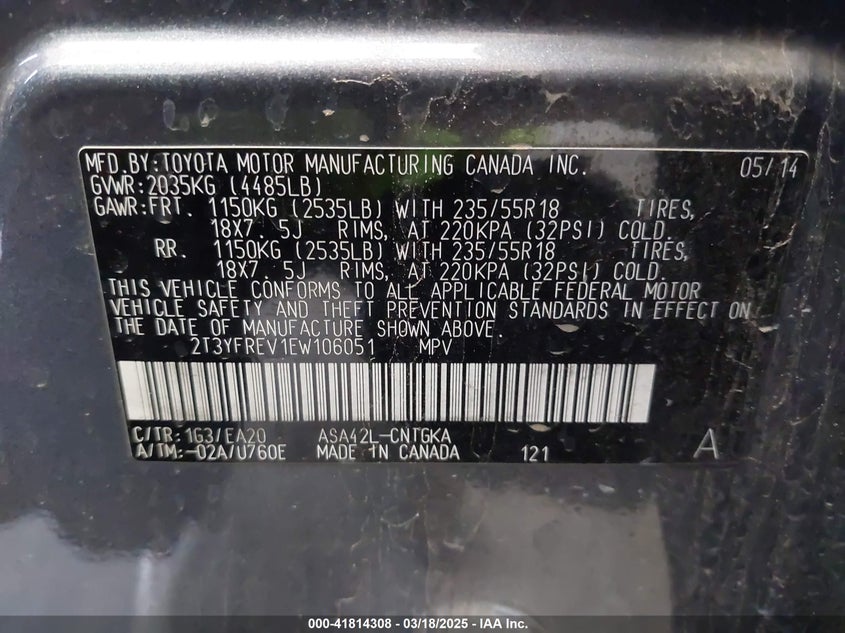 MFD.BY:TOYOTA MOTOR MANUFACTURING CANADA INC. 05/14
GVWR:2035KG (4485LB)
GAWR:FRT. 1150KG (2535LB) WITH 235/55R18 TIRES,
18X7.5J RIMS, AT 220KPA (32PSI) COLD.
RR. 1150KG (2535LB) WITH 235/55R18 TIRES,
18X7.5J RIMS, AT 220KPA (32PSI) COLD.
THIS VEHICLE CONFORMS TO ALL APPLICABLE FEDERAL MOTOR
VEHICLE SAFETY AND THEFT PREVENTION STANDARDS IN EFFECT ON
THE DATE OF MANUFACTURE SHOWN ABOVE.
2T3YFREV1EW106051 MPV
C/TR:1G3/EA20 ASA42L-CNTGKA
A/TM:-02A/U760E MADE IN CANADA 121 A
000-41814308 - 03/18/2025 - IAA Inc.